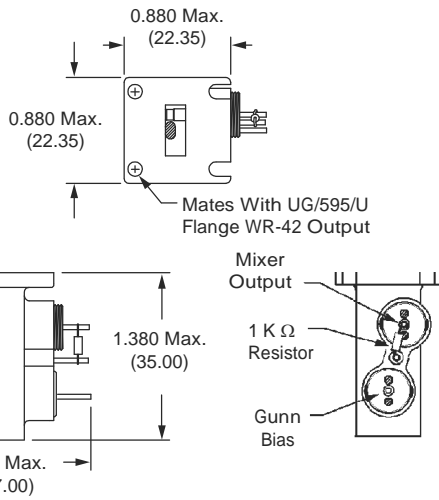 0.880 Max.
(22.35)
0.880 Max.
(22.35)
Mates With UG/595/U
Flange WR-42 Output
Mixer
Output
1.380 Max.
(35.00)
1 K Ω
Resistor
Gunn
Bias
Max.
.00)